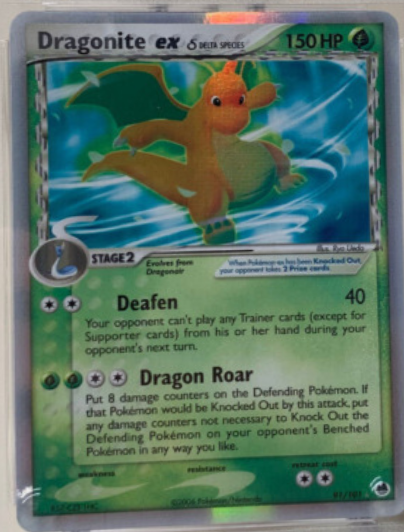 Dragonite ex δ DELTA SPECIES 150 HP
Illus. Ryo Ueda
STAGE 2
Evolves from
Dragonair
When Pokémon-ex has been Knocked Out,
your opponent takes 2 Prize cards.
Deafen 40
Your opponent can't play any Trainer cards (except for
Supporter cards) from his or her hand during your
opponent's next turn.
Dragon Roar
Put 8 damage counters on the Defending Pokémon. If
that Pokémon would be Knocked Out by this attack, put
any damage counters not necessary to Knock Out the
Defending Pokémon on your opponent's Benched
Pokémon in any way you like.
weakness resistance retreat cost
©2006 Pokémon/Nintendo 91/101